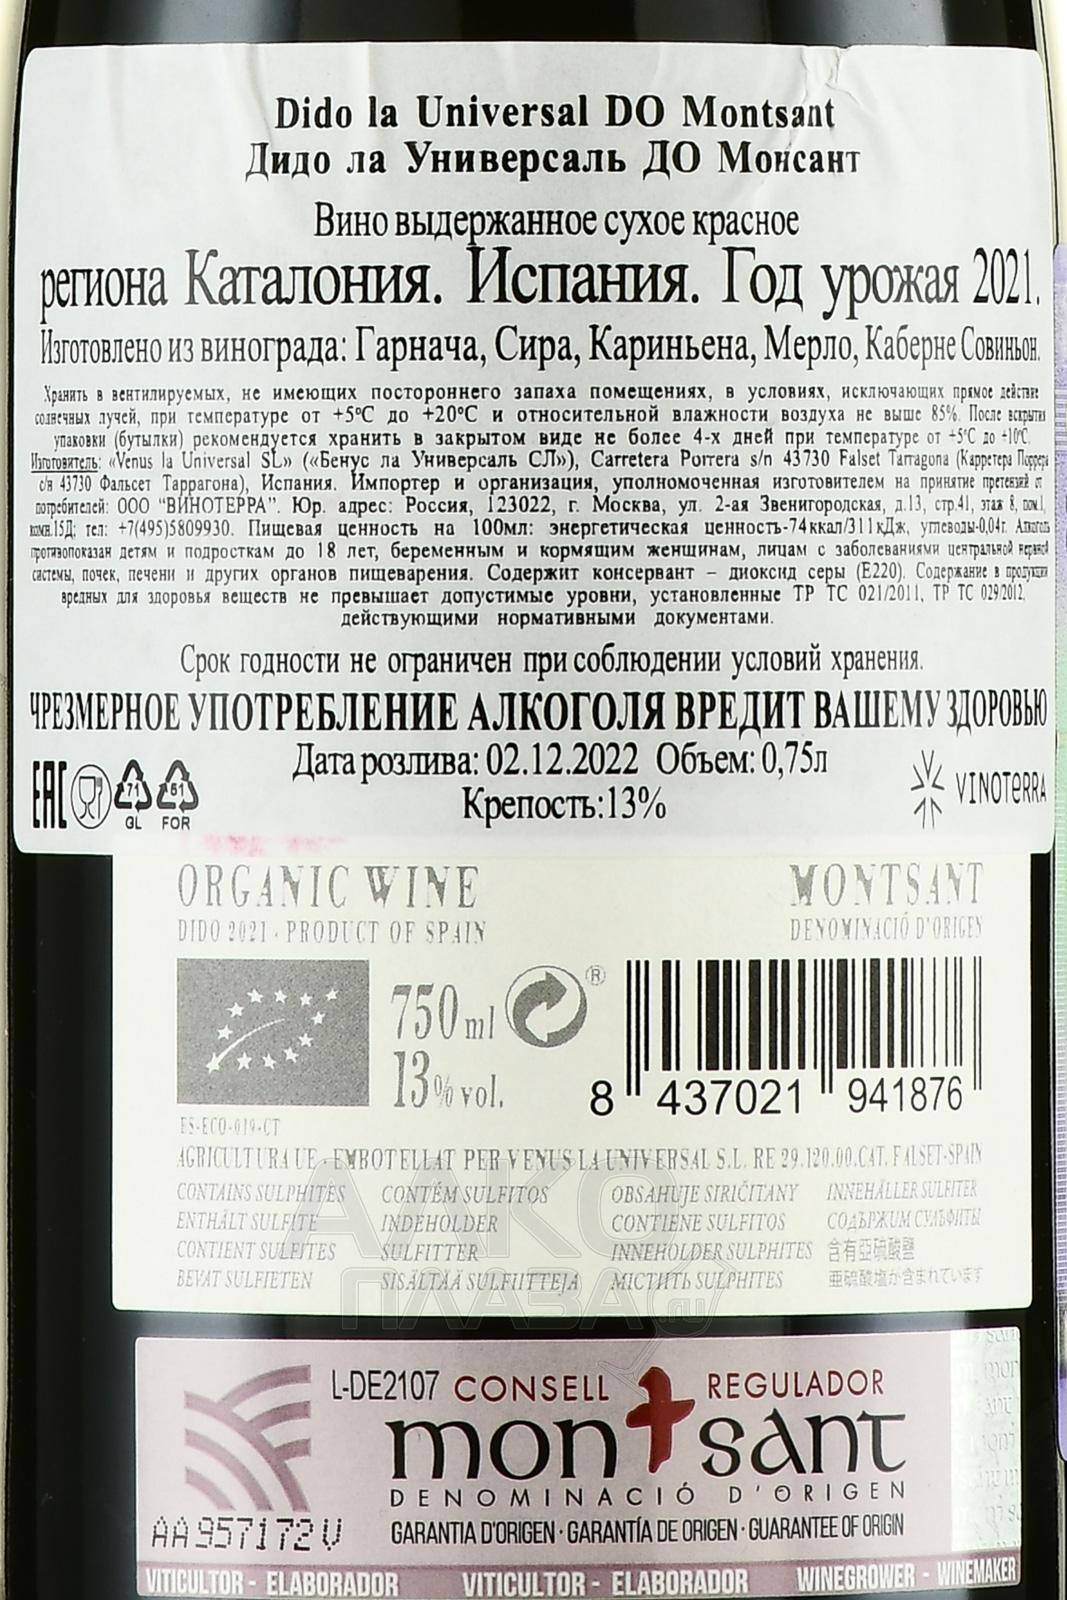 Dido la Universal DO Montsant
Дидо ла Универсаль ДО Монсант
Вино выдержанное сухое красное
региона Каталония. Испания. Год урожая 2021.
Изготовлено из винограда: Гарнача, Сира, Кариньена, Мерло, Каберне Совиньон.
Хранить в вентилируемых, не имеющих постороннего запаха помещениях, в условиях, исключающих прямое действие
солнечных лучей, при температуре от +5°C до +20°C и относительной влажности воздуха не выше 85%. После вскрытия
упаковки (бутылки) рекомендуется хранить в закрытом виде не более 4-х дней при температуре от +5°C до +10°C.
Изготовитель: «Venus la Universal SL» («Бенус ла Универсаль СЛ»), Carretera Porrera s/n 43730 Falset Tarragona (Карретера Поррера
с/н 43730 Фальсет Таррагона), Испания. Импортер и организация, уполномоченная изготовителем на принятие претензий от
потребителей: ООО "ВИНОТЕРРА". Юр. адрес: Россия, 123022, г. Москва, ул. 2-ая Звенигородская, д.13, стр.41, этаж 8, пом.1,
комн.15Д; тел: +7(495)5809930. Пищевая ценность на 100мл: энергетическая ценность-74ккал/311кДж, углеводы-0,04г. Алкоголь
противопоказан детям и подросткам до 18 лет, беременным и кормящим женщинам, лицам с заболеваниями центральной нервной
системы, почек, печени и других органов пищеварения. Содержит консервант – диоксид серы (E220). Содержание в продукции
вредных для здоровья веществ не превышает допустимые уровни, установленные ТР ТС 021/2011, ТР ТС 029/2012,
действующими нормативными документами.
Срок годности не ограничен при соблюдении условий хранения.
ЧРЕЗМЕРНОЕ УПОТРЕБЛЕНИЕ АЛКОГОЛЯ ВРЕДИТ ВАШЕМУ ЗДОРОВЬЮ
Дата розлива: 02.12.2022 Объем: 0,75л
Крепость:13%
EAC 71 GL 51 FOR
VINOTERRA
ORGANIC WINE MONTSANT
DIDO 2021 · PRODUCT OF SPAIN DENOMINACIÓ D'ORIGEN
750 ml ®
13% vol.
8 437021 941876
ES-ECO-019-CT
AGRICULTURA UE · EMBOTELLAT PER VENUS LA UNIVERSAL S.L. RE 29.120.00.CAT. FALSET-SPAIN
CONTAINS SULPHITES CONTÉM SULFITOS OBSAHUJE SIRIČITANY INNEHÅLLER SULFITER
ENTHÄLT SULFITE INDEHOLDER CONTIENE SULFITOS СОДЪРЖИМ СУЛЬФИТЫ
CONTIENT SULFITES SULFITTER INNEHOLDER SULPHITES 含有亞硫酸鹽
BEVAT SULFIETEN SISÄLTÄÄ SULFIITTEJA МІСТИТЬ SULPHITES 亜硫酸塩が含まれています
АЛКО
ПЛАЗА.ru
L-DE2107 CONSELL REGULADOR
montsant
DENOMINACIÓ D'ORIGEN
AA957172V
GARANTIA D'ORIGEN · GARANTÍA DE ORIGEN · GUARANTEE OF ORIGIN
VITICULTOR - ELABORADOR VITICULTOR - ELABORADOR WINEGROWER - WINEMAKER